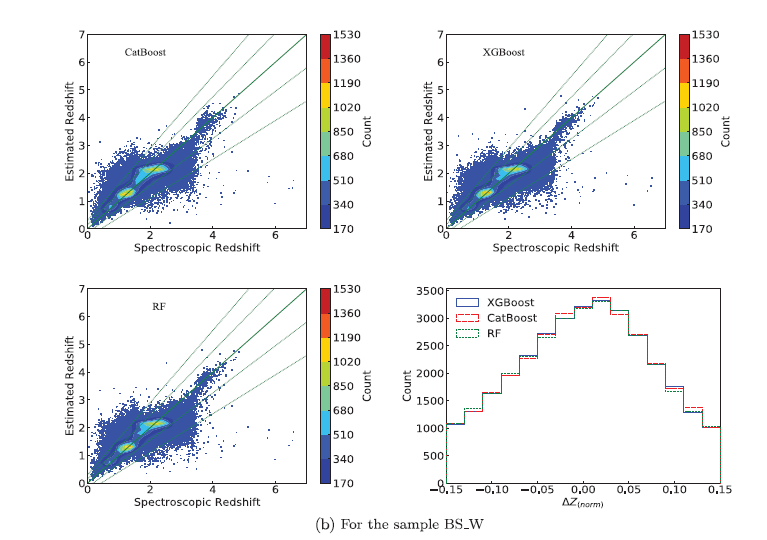 CatBoost
7
6
5
4
3
2
1
0
0 2 4 6
Estimated Redshift
Spectroscopic Redshift
1530
1360
1190
1020
850
680
510
340
170
Count
XGBoost
7
6
5
4
3
2
1
0
0 2 4 6
Estimated Redshift
Spectroscopic Redshift
1530
1360
1190
1020
850
680
510
340
170
Count
RF
7
6
5
4
3
2
1
0
0 2 4 6
Estimated Redshift
Spectroscopic Redshift
1530
1360
1190
1020
850
680
510
340
170
Count
XGBoost
CatBoost
RF
3500
3000
2500
2000
1500
1000
500
0
Count
−0.15 −0.10 −0.05 0.00 0.05 0.10 0.15
ΔZ(norm)
(b) For the sample BS_W